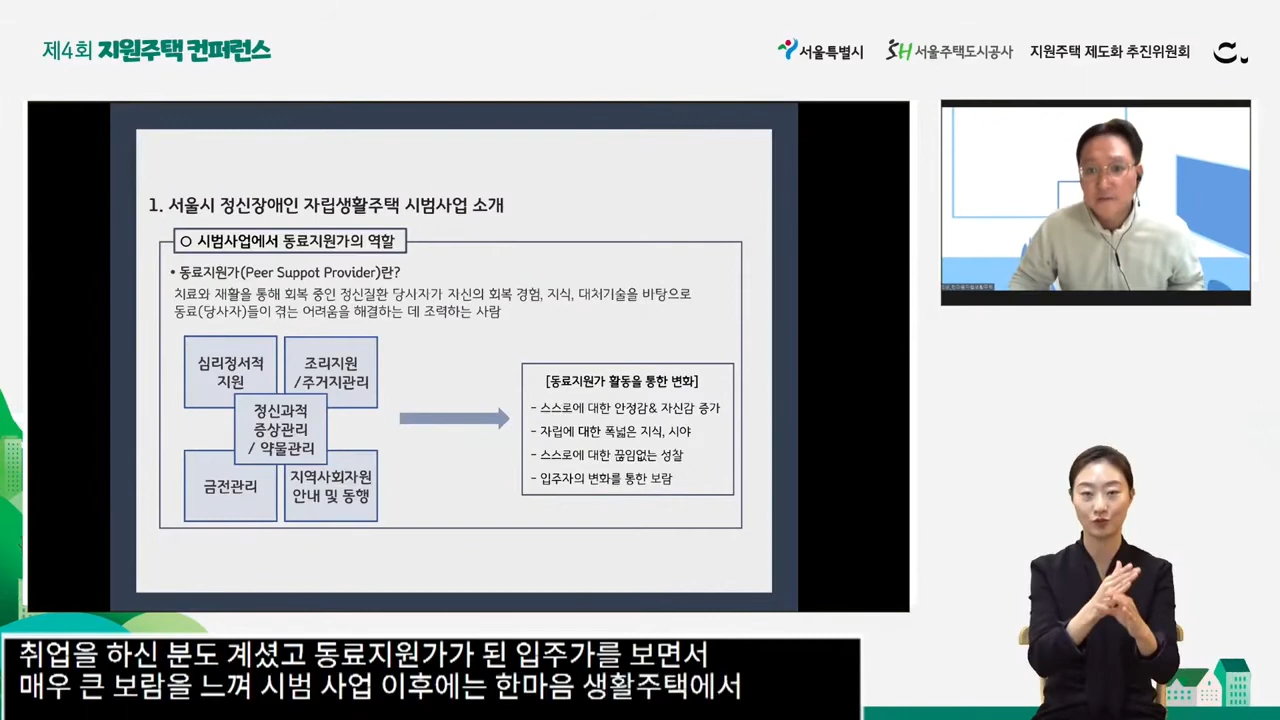 제4회 지원주택 컨퍼런스
서울특별시
SH 서울주택도시공사
지원주택 제도화 추진위원회
1. 서울시 정신장애인 자립생활주택 시범사업 소개
○ 시범사업에서 동료지원가의 역할
• 동료지원가(Peer Suppot Provider)란?
치료와 재활을 통해 회복 중인 정신질환 당사자가 자신의 회복 경험, 지식, 대처기술을 바탕으로
동료(당사자)들이 겪는 어려움을 해결하는 데 조력하는 사람
심리정서적
지원
조리지원
/주거지관리
정신과적
증상관리
/ 약물관리
금전관리
지역사회자원
안내 및 동행
[동료지원가 활동을 통한 변화]
- 스스로에 대한 안정감& 자신감 증가
- 자립에 대한 폭넓은 지식, 시야
- 스스로에 대한 끊임없는 성찰
- 입주자의 변화를 통한 보람
취업을 하신 분도 계셨고 동료지원가가 된 입주가를 보면서
매우 큰 보람을 느껴 시범 사업 이후에는 한마음 생활주택에서